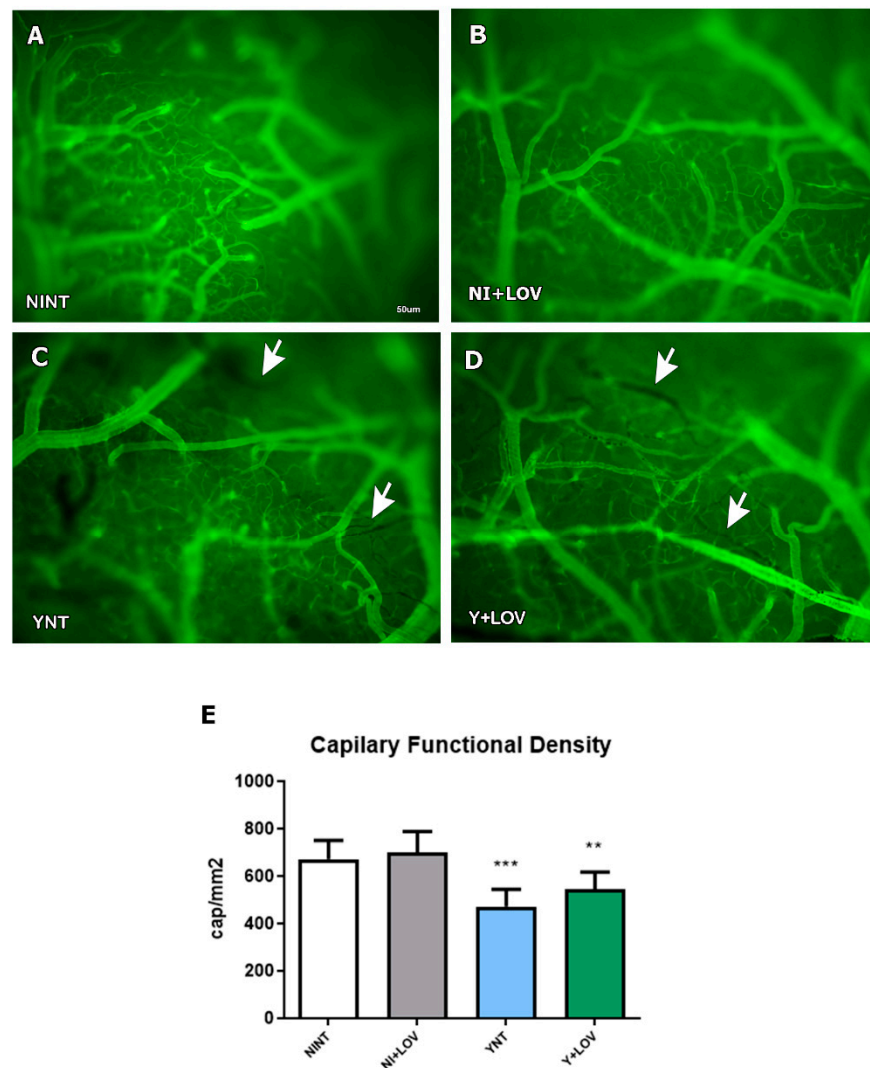 A
B
NINT
50um
NI+LOV
C
D
YNT
Y+LOV
E
Capilary Functional Density
1000
800
600
400
200
0
cap/mm2
***
**
NINT
NI+LOV
YNT
Y+LOV